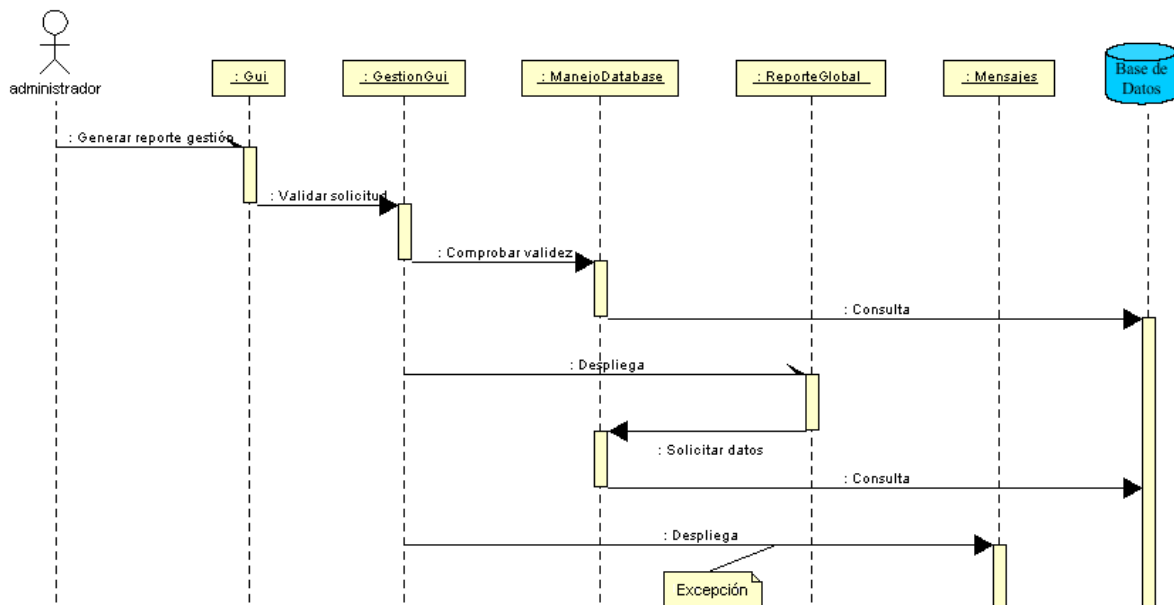 administrador
: Gui
: GestionGui
: ManejoDatabase
: ReporteGlobal
: Mensajes
Base de
Datos
: Generar reporte gestión
: Validar solicitud
: Comprobar validez
: Consulta
: Despliega
: Solicitar datos
: Consulta
: Despliega
Excepción